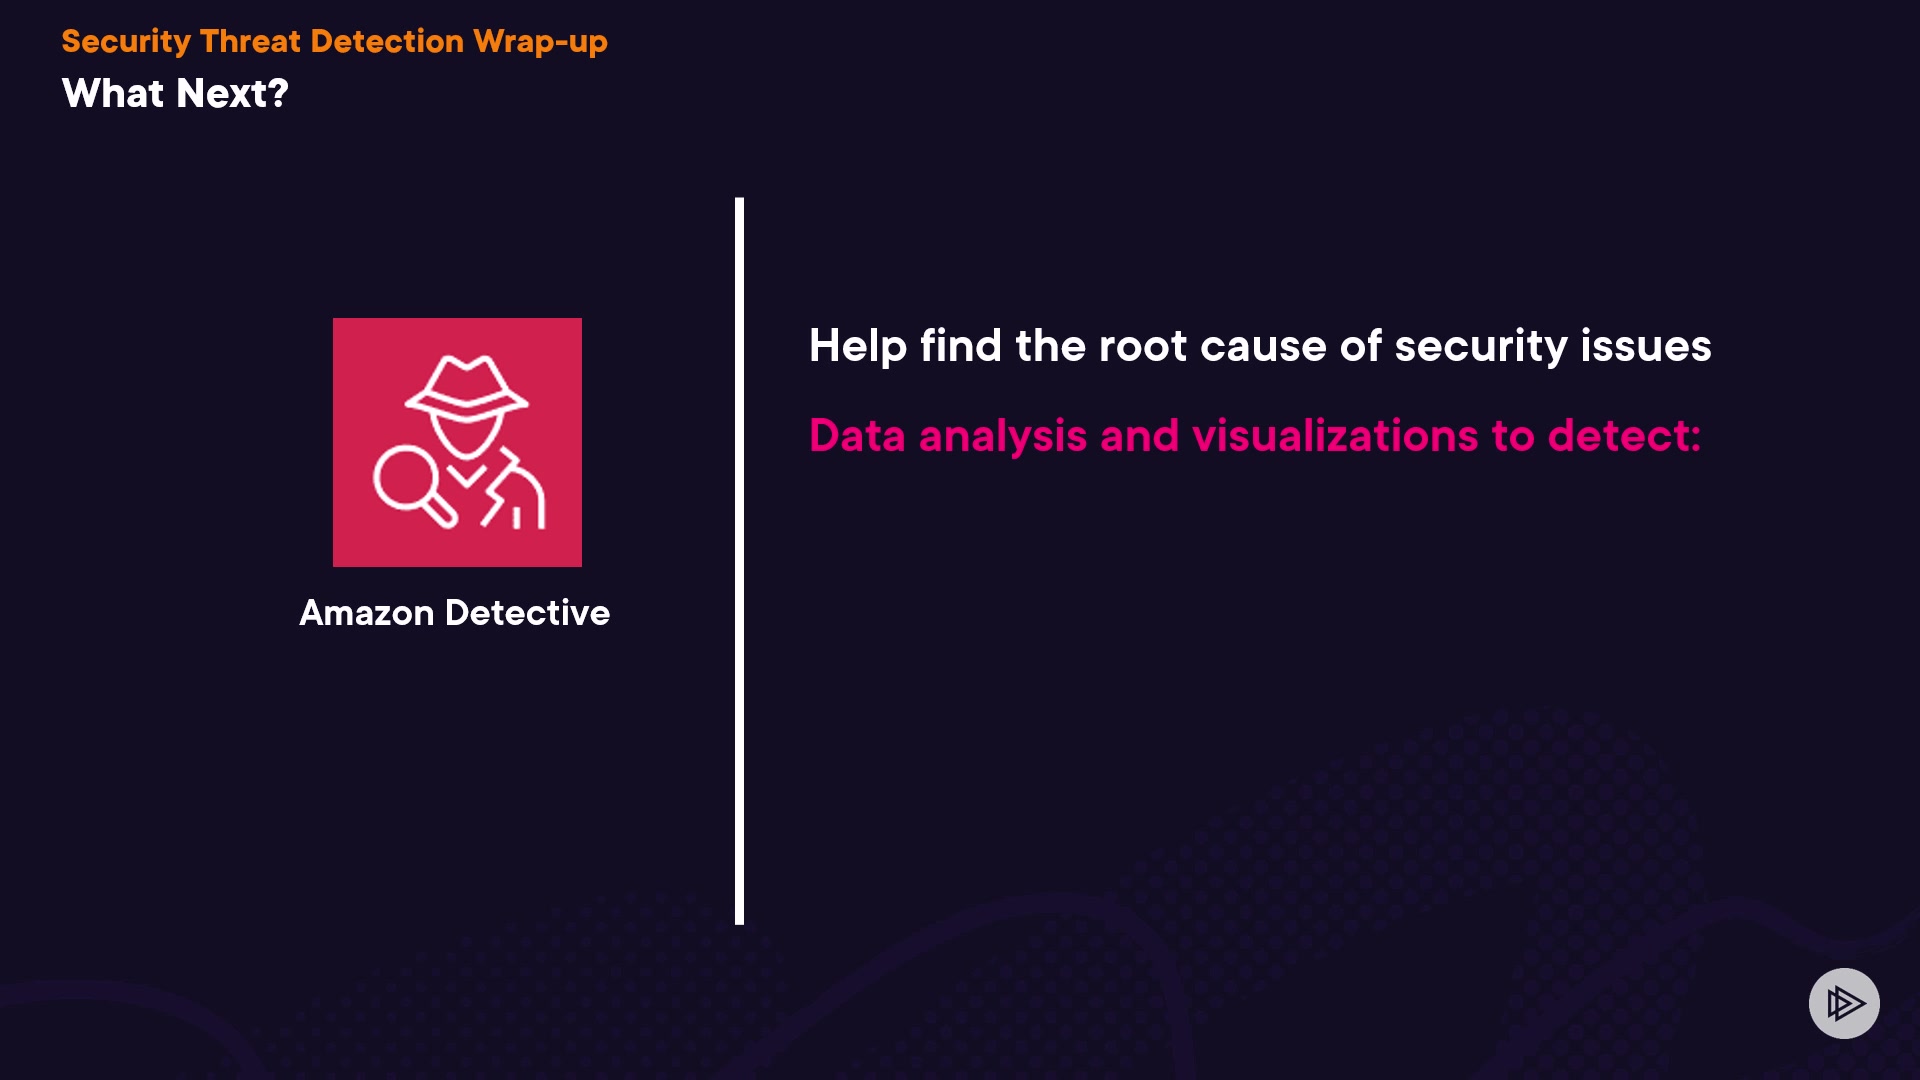 Security Threat Detection Wrap-up
What Next?
Help find the root cause of security issues
Data analysis and visualizations to detect:
Amazon Detective